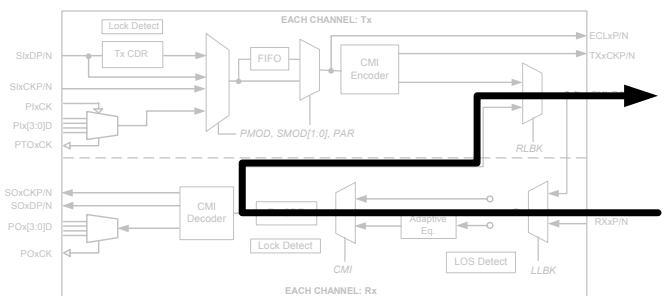 EACH CHANNEL: Tx
Lock Detect
ECLxP/N
SIxDP/N
Tx CDR
FIFO
TXxCKP/N
CMI
Encoder
SIxCKP/N
PIxCK
PIx[3:0]D
PTOxCK
PMOD, SMOD[1:0], PAR
RLBK
SOxCKP/N
SOxDP/N
CMI
Decoder
POx[3:0]D
Adaptive
Eq.
RXxP/N
Lock Detect
POxCK
LOS Detect
CMI
LLBK
EACH CHANNEL: Rx